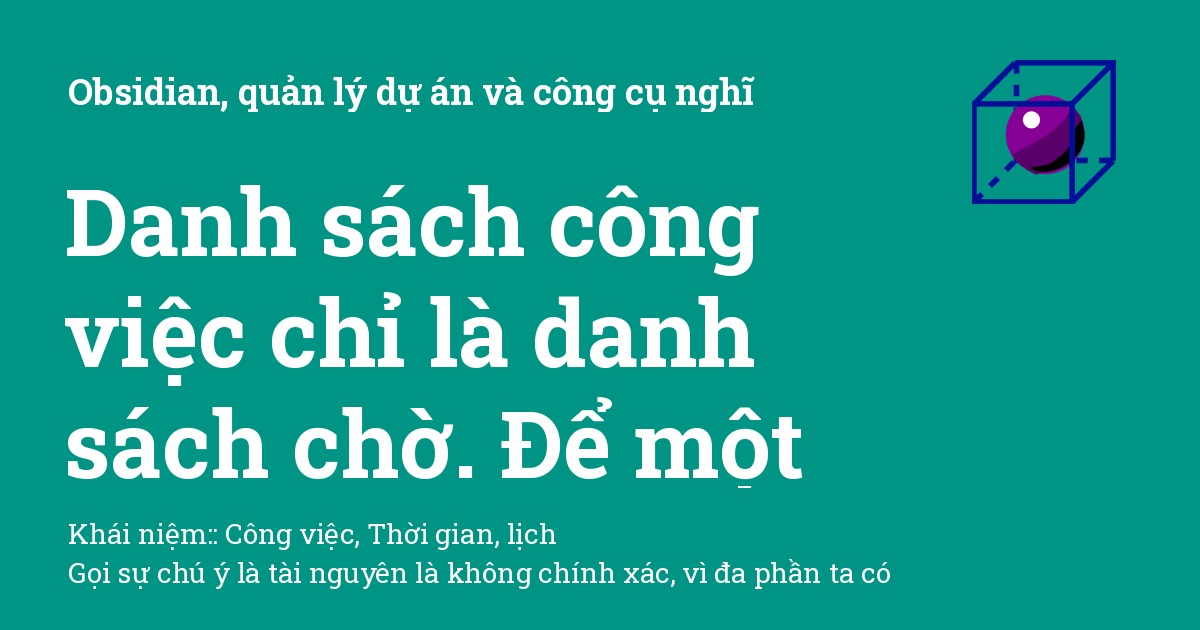 Obsidian, quản lý dự án và công cụ nghĩ
Danh sách công
việc chỉ là danh
sách chờ. Để một
Khái niệm:: Công việc, Thời gian, lịch
Gọi sự chú ý là tài nguyên là không chính xác, vì đa phần ta có